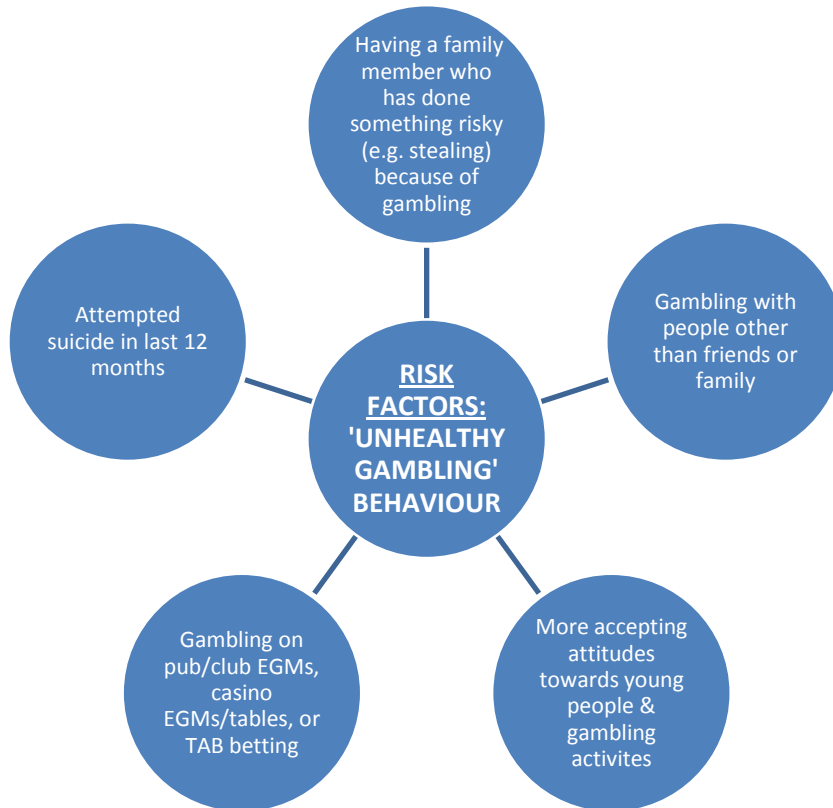 Having a family
member who
has done
something risky
(e.g. stealing)
because of
gambling
Attempted
suicide in last 12
months
Gambling with
people other
than friends or
family
RISK
FACTORS:
'UNHEALTHY
GAMBLING'
BEHAVIOUR
Gambling on
pub/club EGMs,
casino
EGMs/tables, or
TAB betting
More accepting
attitudes
towards young
people &
gambling
activites